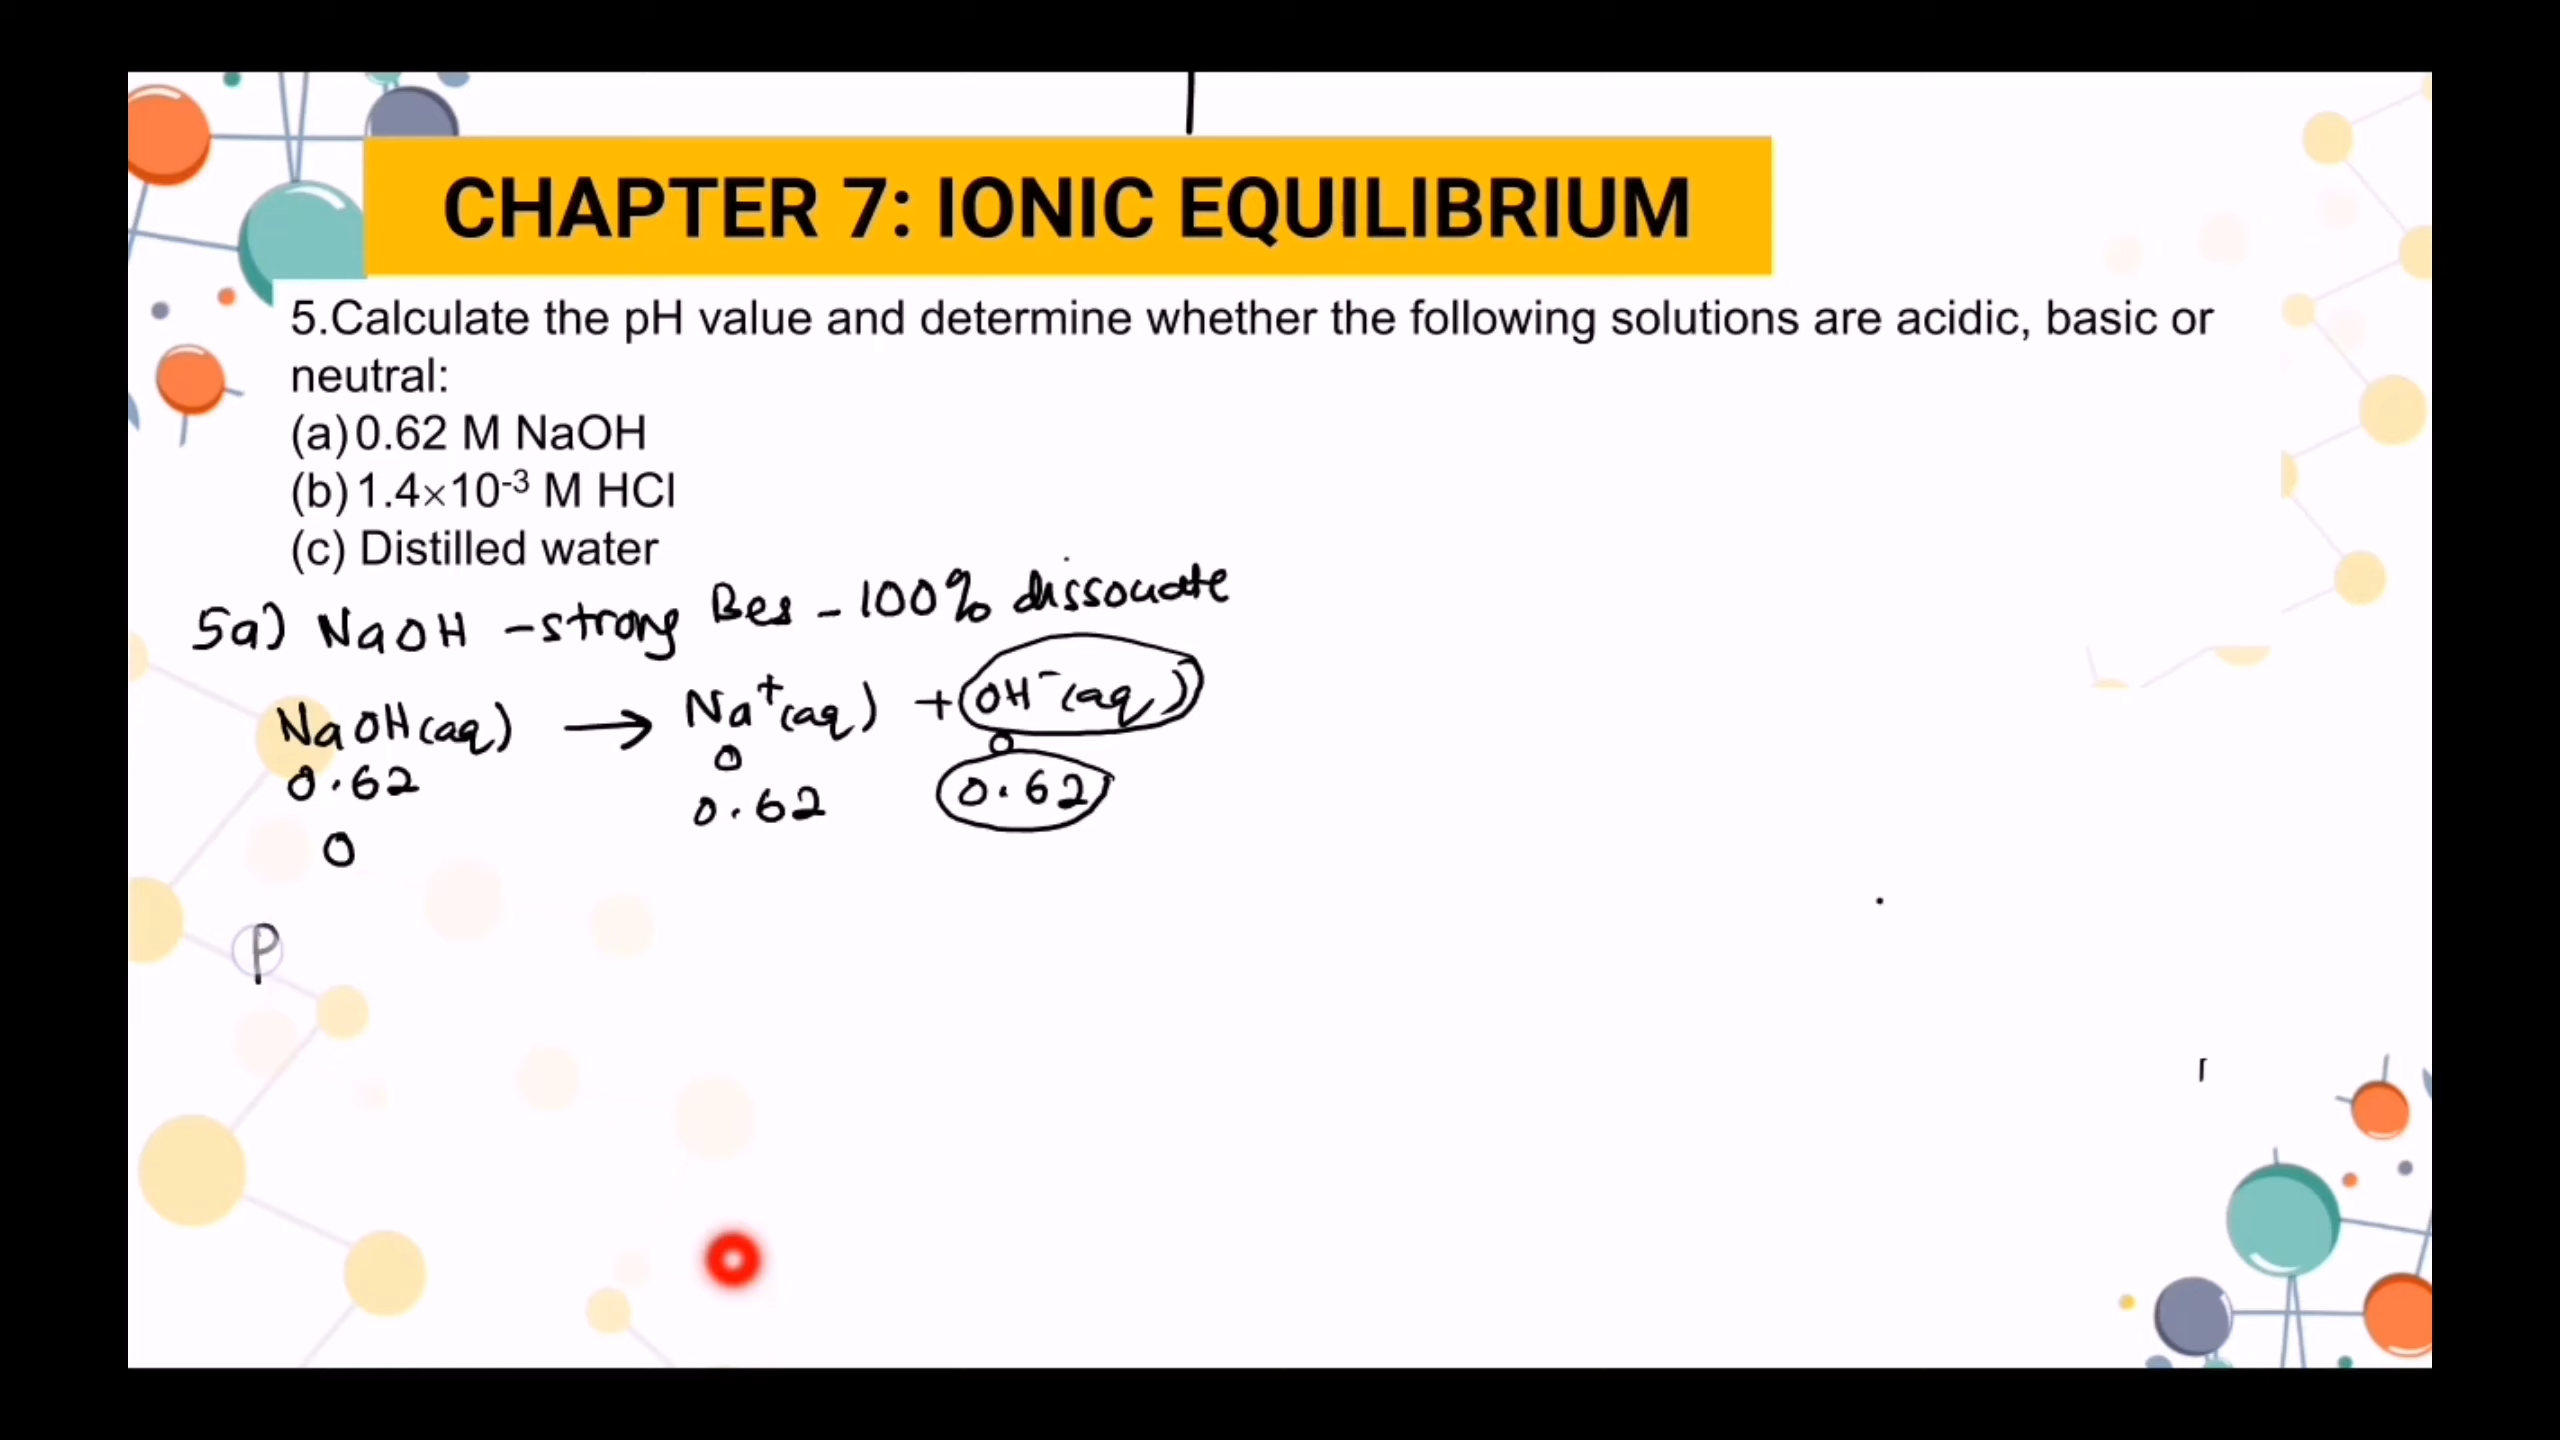 CHAPTER 7: IONIC EQUILIBRIUM
5.Calculate the pH value and determine whether the following solutions are acidic, basic or
neutral:
(a) 0.62 M NaOH
(b) 1.4×10⁻³ M HCl
(c) Distilled water
5a) NaOH - strong Bes - 100% dissociate
NaOH(aq) → Na⁺(aq) + OH⁻(aq)
0.62 0 0
0 0.62 0.62
P